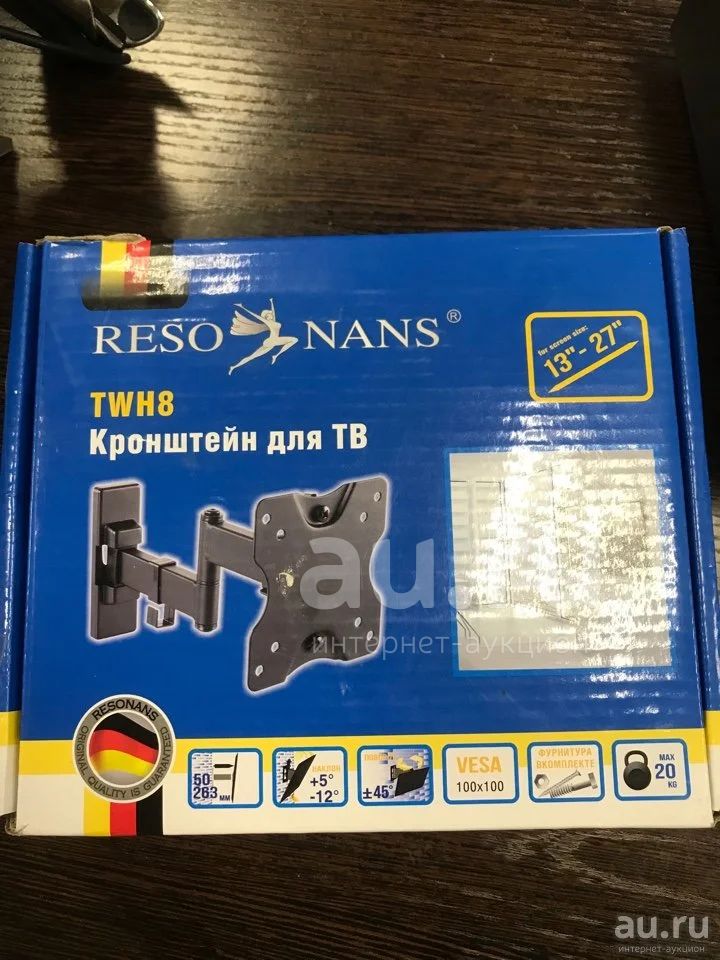 RESO NANS®
for screen size:
13"- 27"
TWH8
Кронштейн для ТВ
au.ru
интернет-аукцион
RESONANS
ORIGINAL QUALITY IS GUARANTEED
50
263 мм
НАКЛОН
+5°
-12°
ПОВОРОТ
±45°
VESA
100x100
ФУРНИТУРА
В КОМПЛЕКТЕ
MAX
20
KG
au.ru
интернет-аукцион